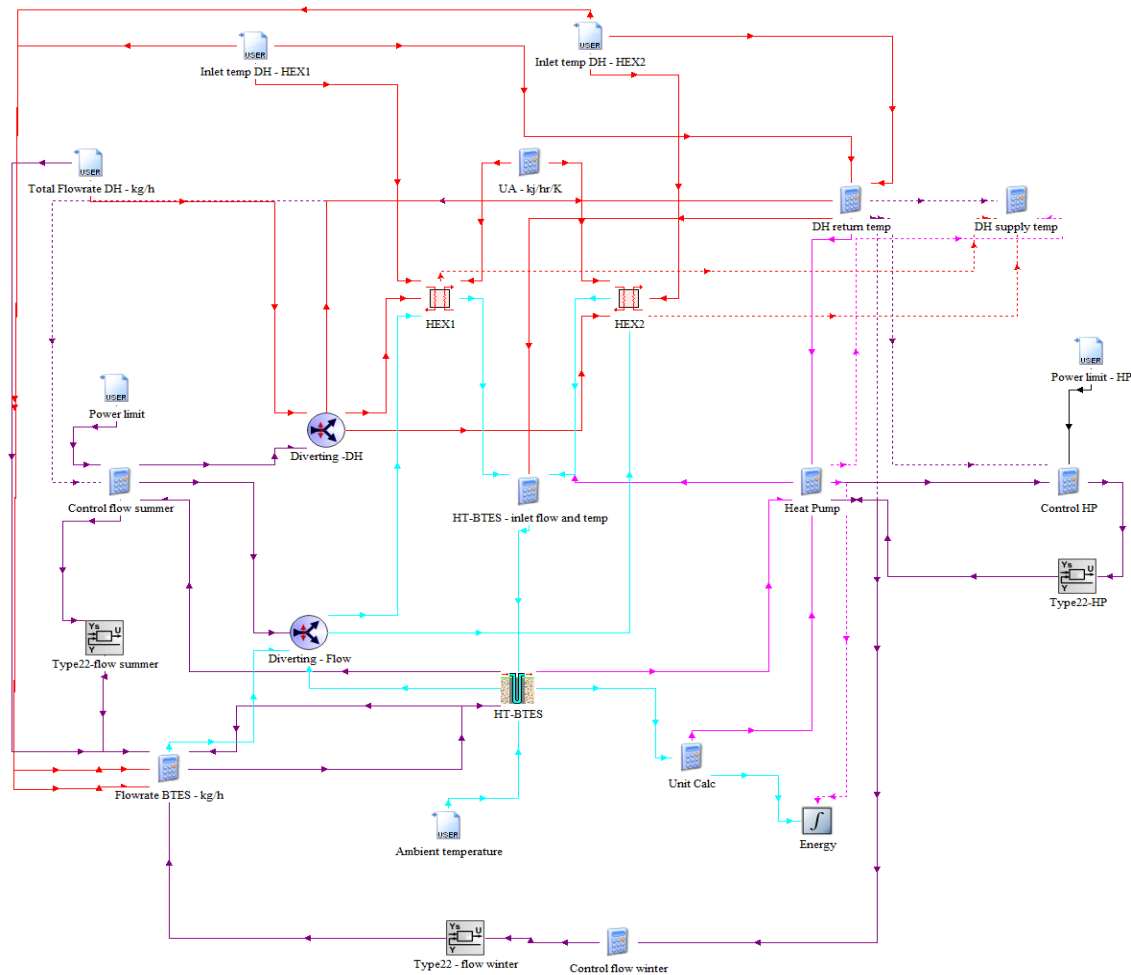 USER
Inlet temp DH - HEX1
USER
Inlet temp DH - HEX2
USER
Total Flowrate DH - kg/h
UA - kj/hr/K
DH return temp
DH supply temp
HEX1
HEX2
USER
Power limit
USER
Power limit - HP
Diverting -DH
Control flow summer
HT-BTES - inlet flow and temp
Heat Pump
Control HP
Ys
U
Y
Type22-HP
Ys
U
Y
Type22-flow summer
Diverting - Flow
HT-BTES
Flowrate BTES - kg/h
Unit Calc
USER
Ambient temperature
∫
Energy
Ys
U
Y
Type22 - flow winter
Control flow winter